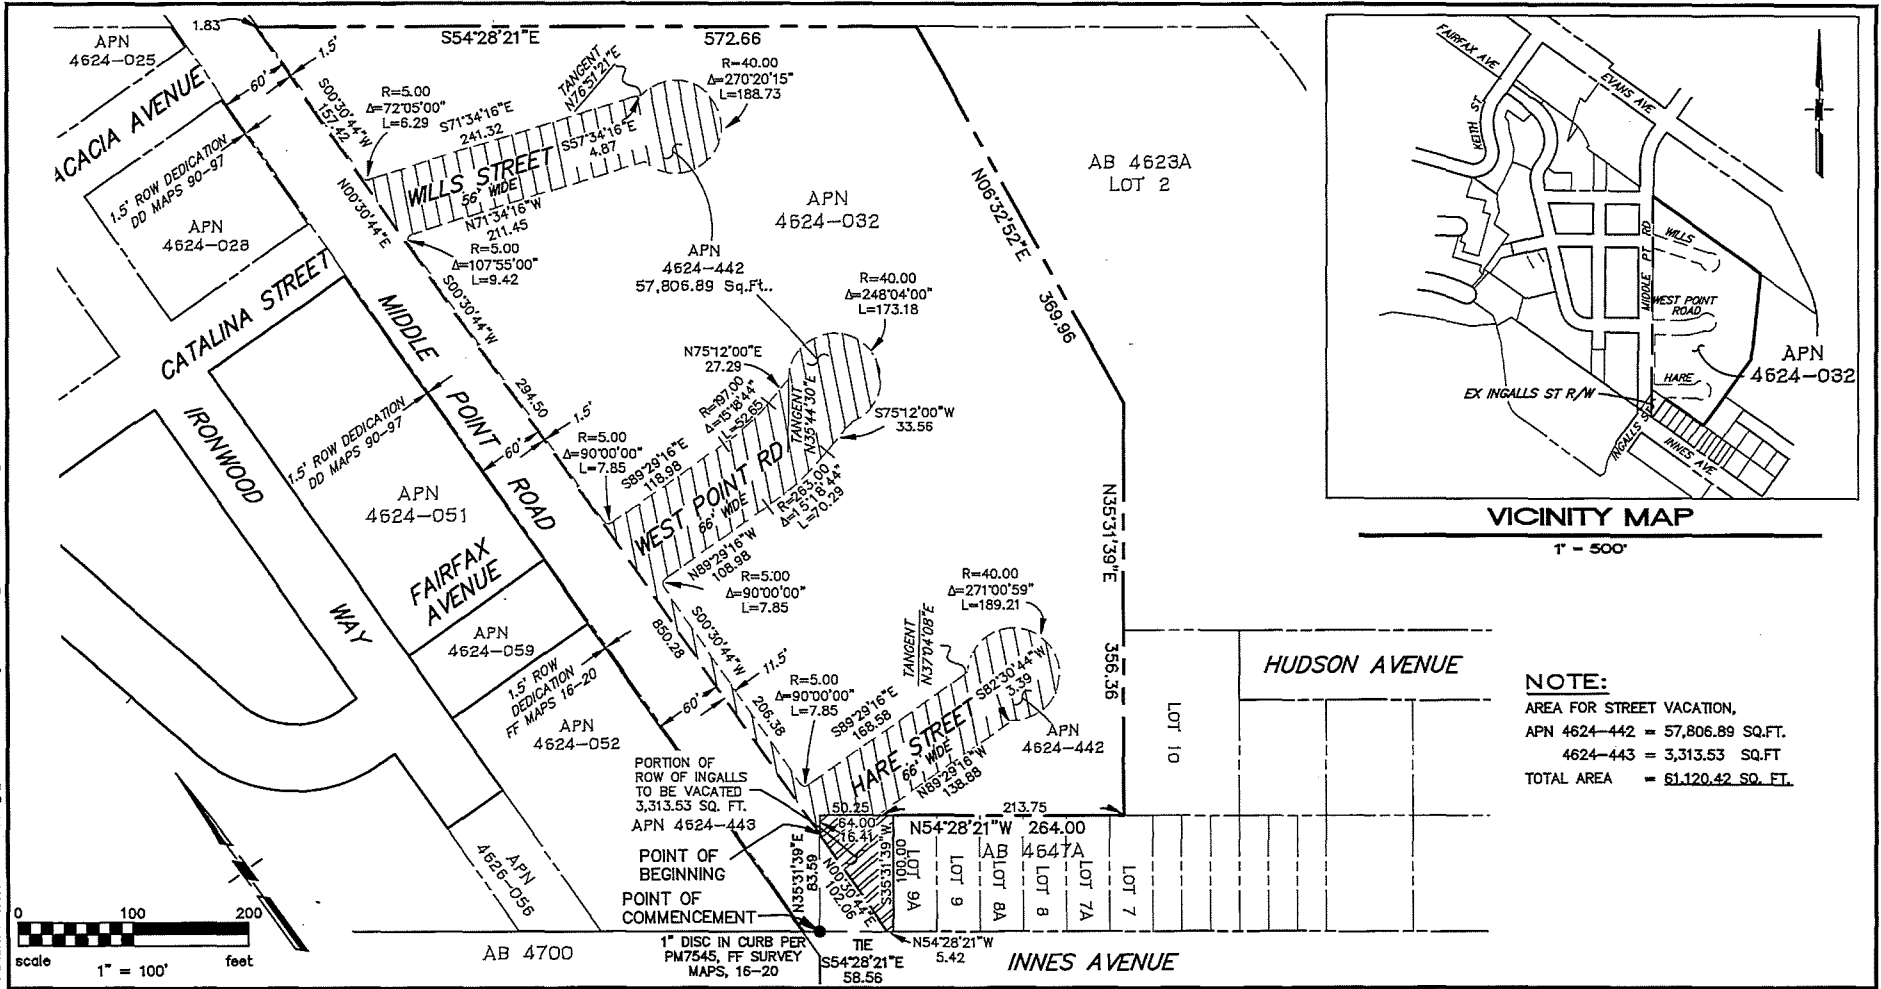 1.83
APN
4624-025
S54°28'21"E
572.66
1.5'
60'
ACACIA AVENUE
1.5' ROW DEDICATION
DD MAPS 90-97
APN
4624-028
S00°30'44"W
157.42
N00°30'44"E
R=5.00
Δ=72°05'00"
L=6.29
S71°34'16"E
241.32
TANGENT
N76°51'21"E
S57°34'16"E
4.87
R=40.00
Δ=270°20'15"
L=188.73
WILLS STREET
56' WIDE
N71°34'16"W
211.45
R=5.00
Δ=107°55'00"
L=9.42
APN
4624-032
AB 4623A
LOT 2
N06°32'52"E
369.96
APN
4624-442
57,806.89 Sq.Ft.
CATALINA STREET
MIDDLE POINT ROAD
S00°30'44"W
294.50
1.5'
60'
IRONWOOD WAY
1.5' ROW DEDICATION
DD MAPS 90-97
APN
4624-051
FAIRFAX
AVENUE
APN
4624-059
1.5' ROW
DEDICATION
FF MAPS 16-20
APN
4624-052
APN
4626-056
R=40.00
Δ=248°04'00"
L=173.18
N75°12'00"E
27.29
R=197.00
Δ=15°18'44"
L=52.65
TANGENT
N35°44'30"E
S75°12'00"W
33.56
R=5.00
Δ=90°00'00"
L=7.85
S89°29'16"E
118.98
WEST POINT RD
66' WIDE
R=263.00
Δ=15°18'44"
L=70.29
N89°29'16"W
108.98
R=5.00
Δ=90°00'00"
L=7.85
850.28
S00°30'44"W
206.38
11.5'
60'
N35°31'39"E
356.36
R=40.00
Δ=271°00'59"
L=189.21
TANGENT
N37°04'08"E
R=5.00
Δ=90°00'00"
L=7.85
S89°29'16"E
168.58
S82°30'44"W
3.39
HARE STREET
66' WIDE
N89°29'16"W
138.88
APN
4624-442
PORTION OF
ROW OF INGALLS
TO BE VACATED
3,313.53 SQ. FT.
APN 4624-443
POINT OF
BEGINNING
POINT OF
COMMENCEMENT
1" DISC IN CURB PER
PM7545, FF SURVEY
MAPS, 16-20
50.25
64.00
16.41
213.75
N54°28'21"W 264.00
AB 4647A
N35°31'39"E
83.59
N00°30'44"E
102.06
S35°31'39"W
100.00
LOT 9A
LOT 9
LOT 8A
LOT 8
LOT 7A
LOT 7
LOT 10
HUDSON AVENUE
TIE
S54°28'21"E
58.56
N54°28'21"W
5.42
INNES AVENUE
AB 4700
0 100 200
scale feet
1" = 100'
FAIRFAX AVE
KEITH ST
EVANS AVE
MIDDLE PT RD
WILLS
WEST POINT
ROAD
HARE
APN
4624-032
EX INGALLS ST R/W
INGALLS ST
INNES AVE
VICINITY MAP
1" - 500'
NOTE:
AREA FOR STREET VACATION,
APN 4624-442 = 57,806.89 SQ.FT.
4624-443 = 3,313.53 SQ.FT
TOTAL AREA = 61,120.42 SQ. FT.